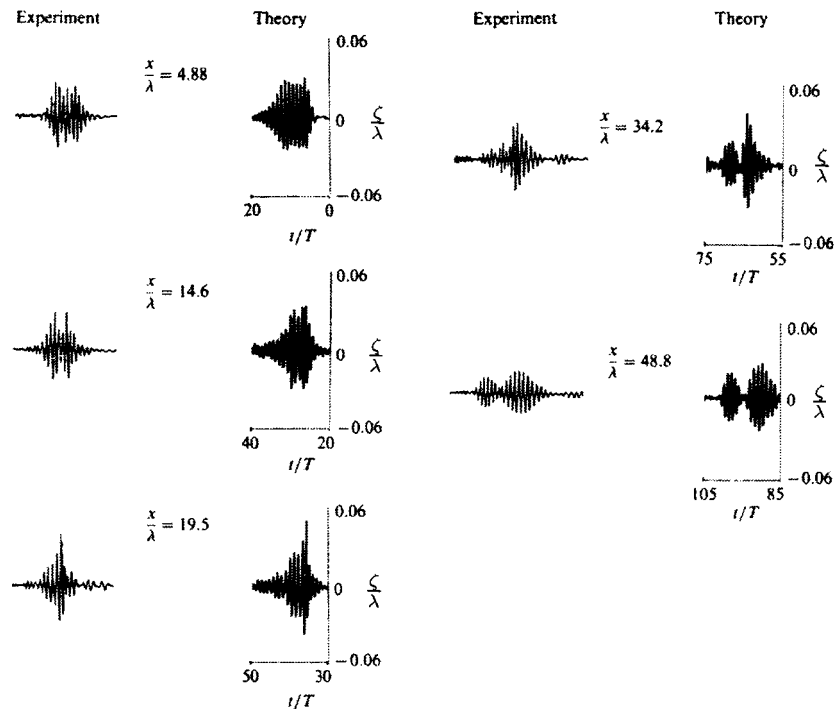 Experiment
Theory
x/λ = 4.88
0.06
0
ζ/λ
−0.06
20
0
t/T
x/λ = 14.6
0.06
0
ζ/λ
−0.06
40
20
t/T
x/λ = 19.5
0.06
0
ζ/λ
−0.06
50
30
t/T
Experiment
Theory
x/λ = 34.2
0.06
0
ζ/λ
−0.06
75
55
t/T
x/λ = 48.8
0.06
0
ζ/λ
−0.06
105
85
t/T